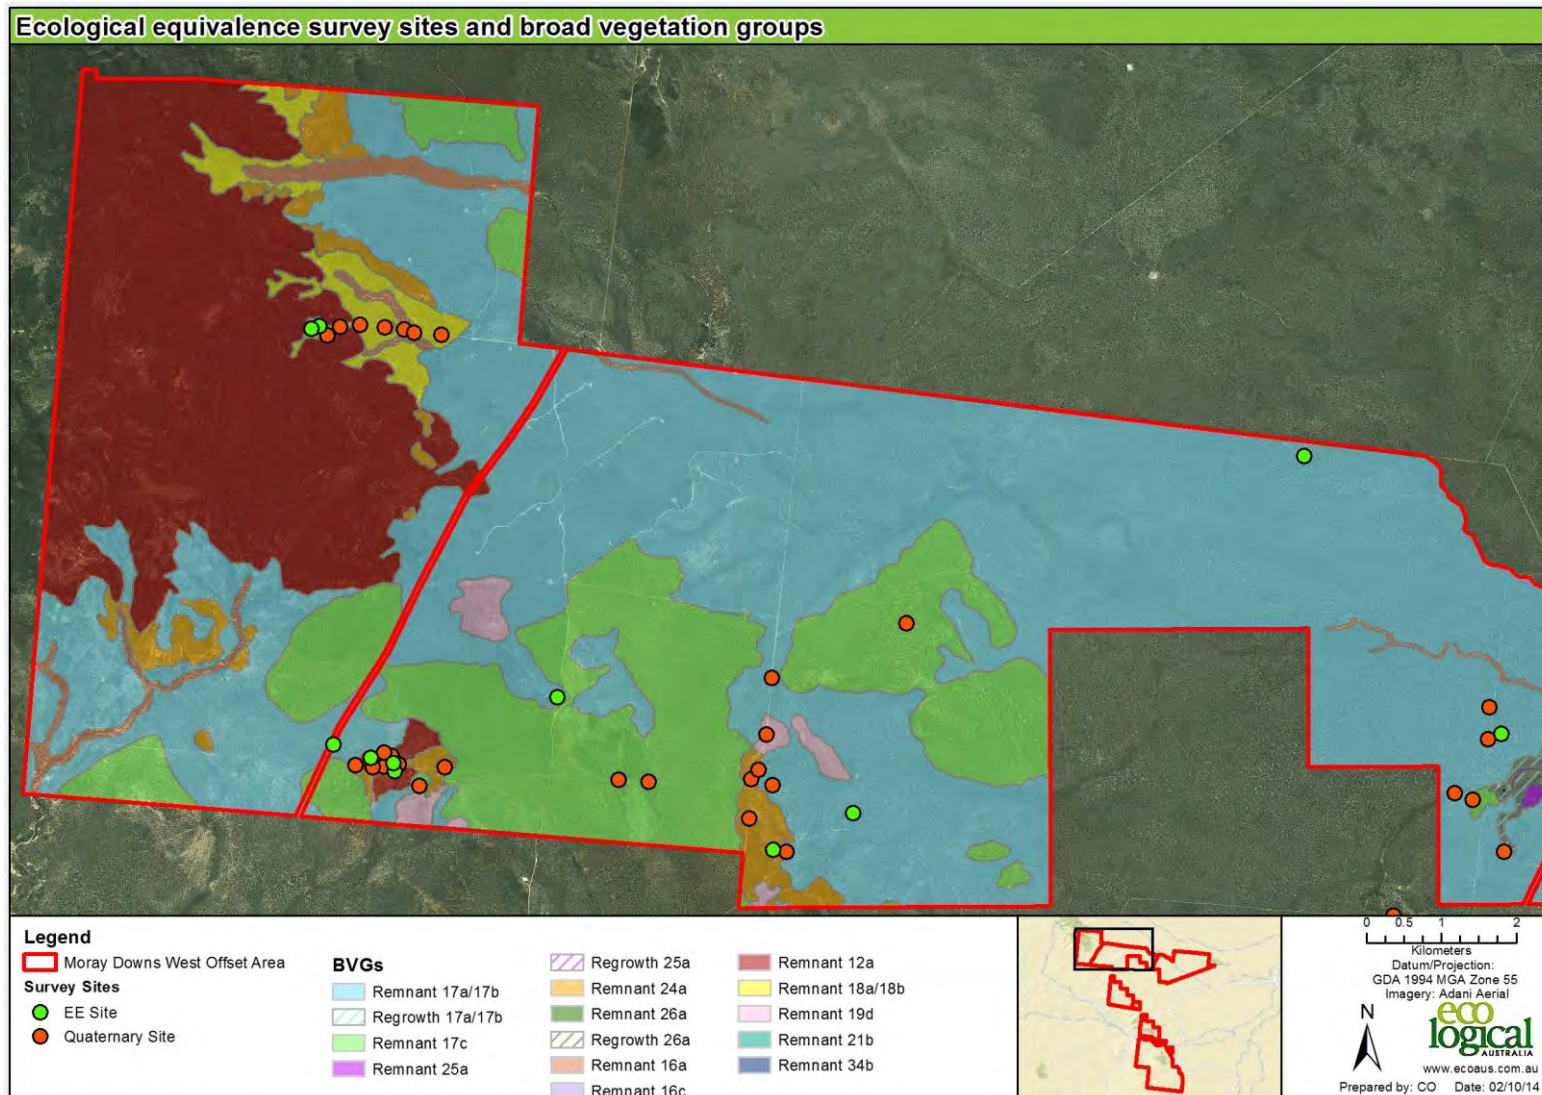 Ecological equivalence survey sites and broad vegetation groups
Legend
Moray Downs West Offset Area
Survey Sites
EE Site
Quaternary Site
BVGs
Remnant 17a/17b
Regrowth 17a/17b
Remnant 17c
Remnant 25a
Regrowth 25a
Remnant 24a
Remnant 26a
Regrowth 26a
Remnant 16a
Remnant 16c
Remnant 12a
Remnant 18a/18b
Remnant 19d
Remnant 21b
Remnant 34b
0 0.5 1 2
Kilometers
Datum/Projection:
GDA 1994 MGA Zone 55
Imagery: Adani Aerial
N
eco
logical
AUSTRALIA
www.ecoaus.com.au
Prepared by: CO Date: 02/10/14